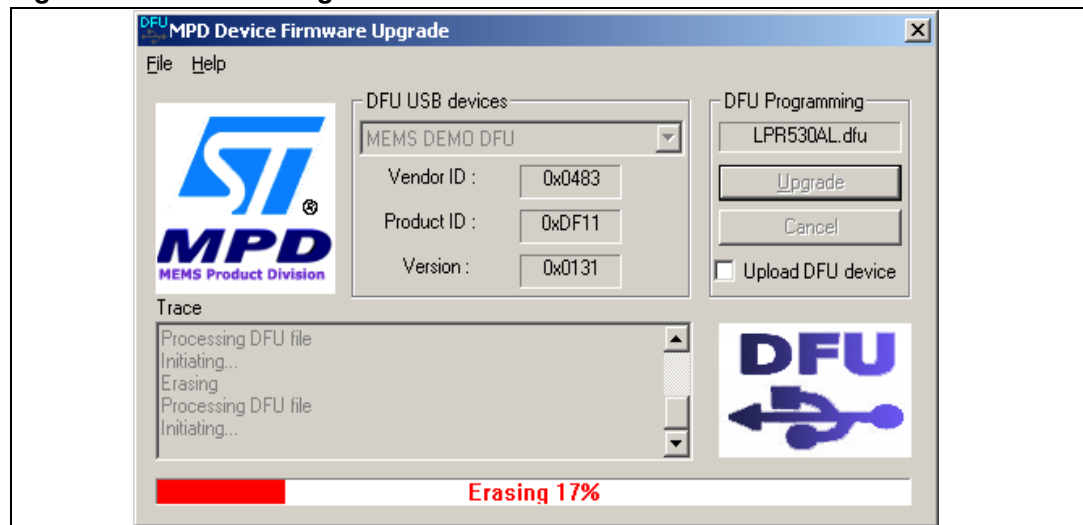 DFU MPD Device Firmware Upgrade
File Help
DFU USB devices
MEMS DEMO DFU
Vendor ID : 0x0483
Product ID : 0xDF11
Version : 0x0131
DFU Programming
LPR530AL.dfu
Upgrade
Cancel
Upload DFU device
ST
®
MPD
MEMS Product Division
Trace
Processing DFU file
Initiating...
Erasing
Processing DFU file
Initiating...
DFU
Erasing 17%